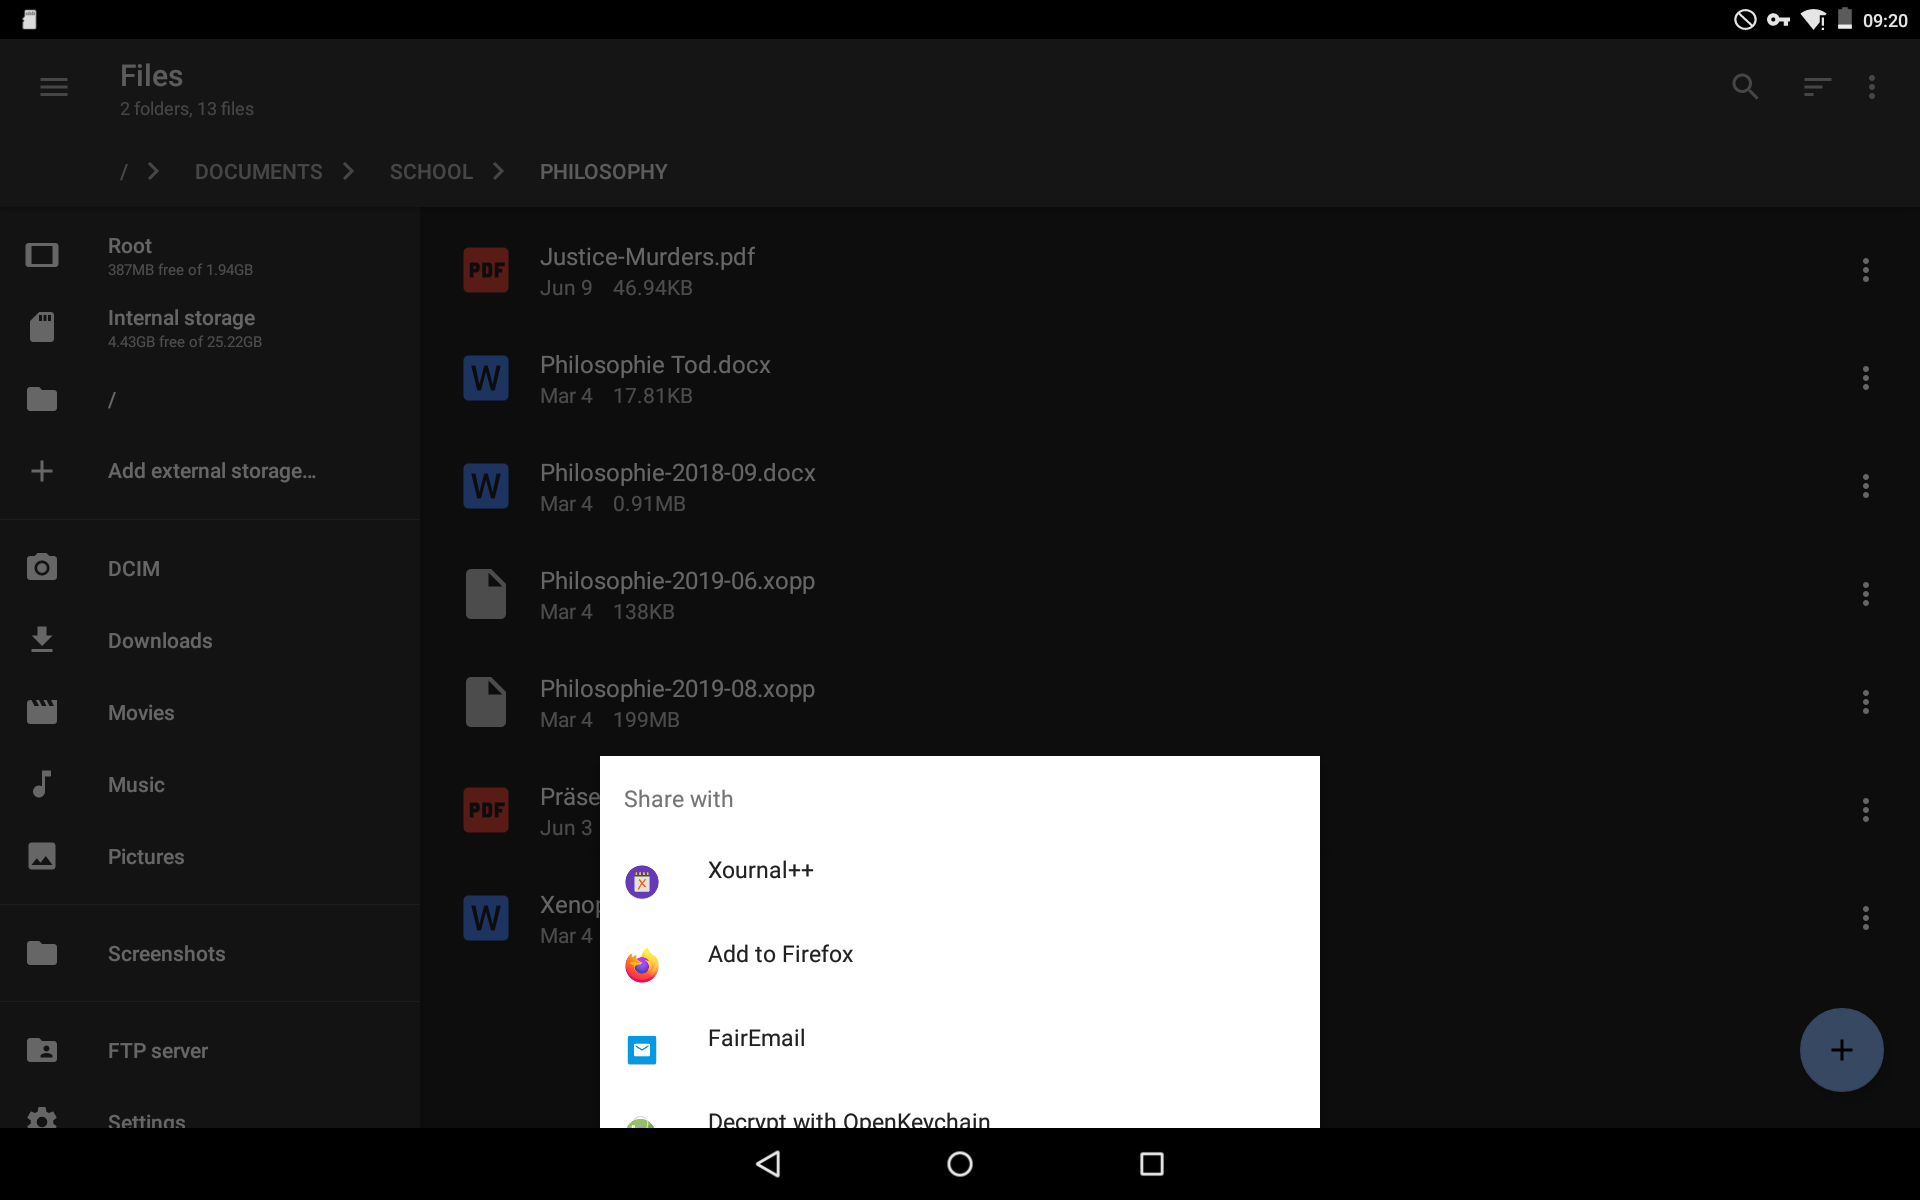 09:20
Files
2 folders, 13 files
/ DOCUMENTS SCHOOL PHILOSOPHY
Root
387MB free of 1.94GB
Internal storage
4.43GB free of 25.22GB
/
Add external storage...
DCIM
Downloads
Movies
Music
Pictures
Screenshots
FTP server
Settings
PDF
Justice-Murders.pdf
Jun 9 46.94KB
W
Philosophie Tod.docx
Mar 4 17.81KB
W
Philosophie-2018-09.docx
Mar 4 0.91MB
Philosophie-2019-06.xopp
Mar 4 138KB
Philosophie-2019-08.xopp
Mar 4 199MB
PDF
Präse
Jun 3
W
Xenop
Mar 4
Share with
Xournal++
Add to Firefox
FairEmail
Decrypt with OpenKeychain